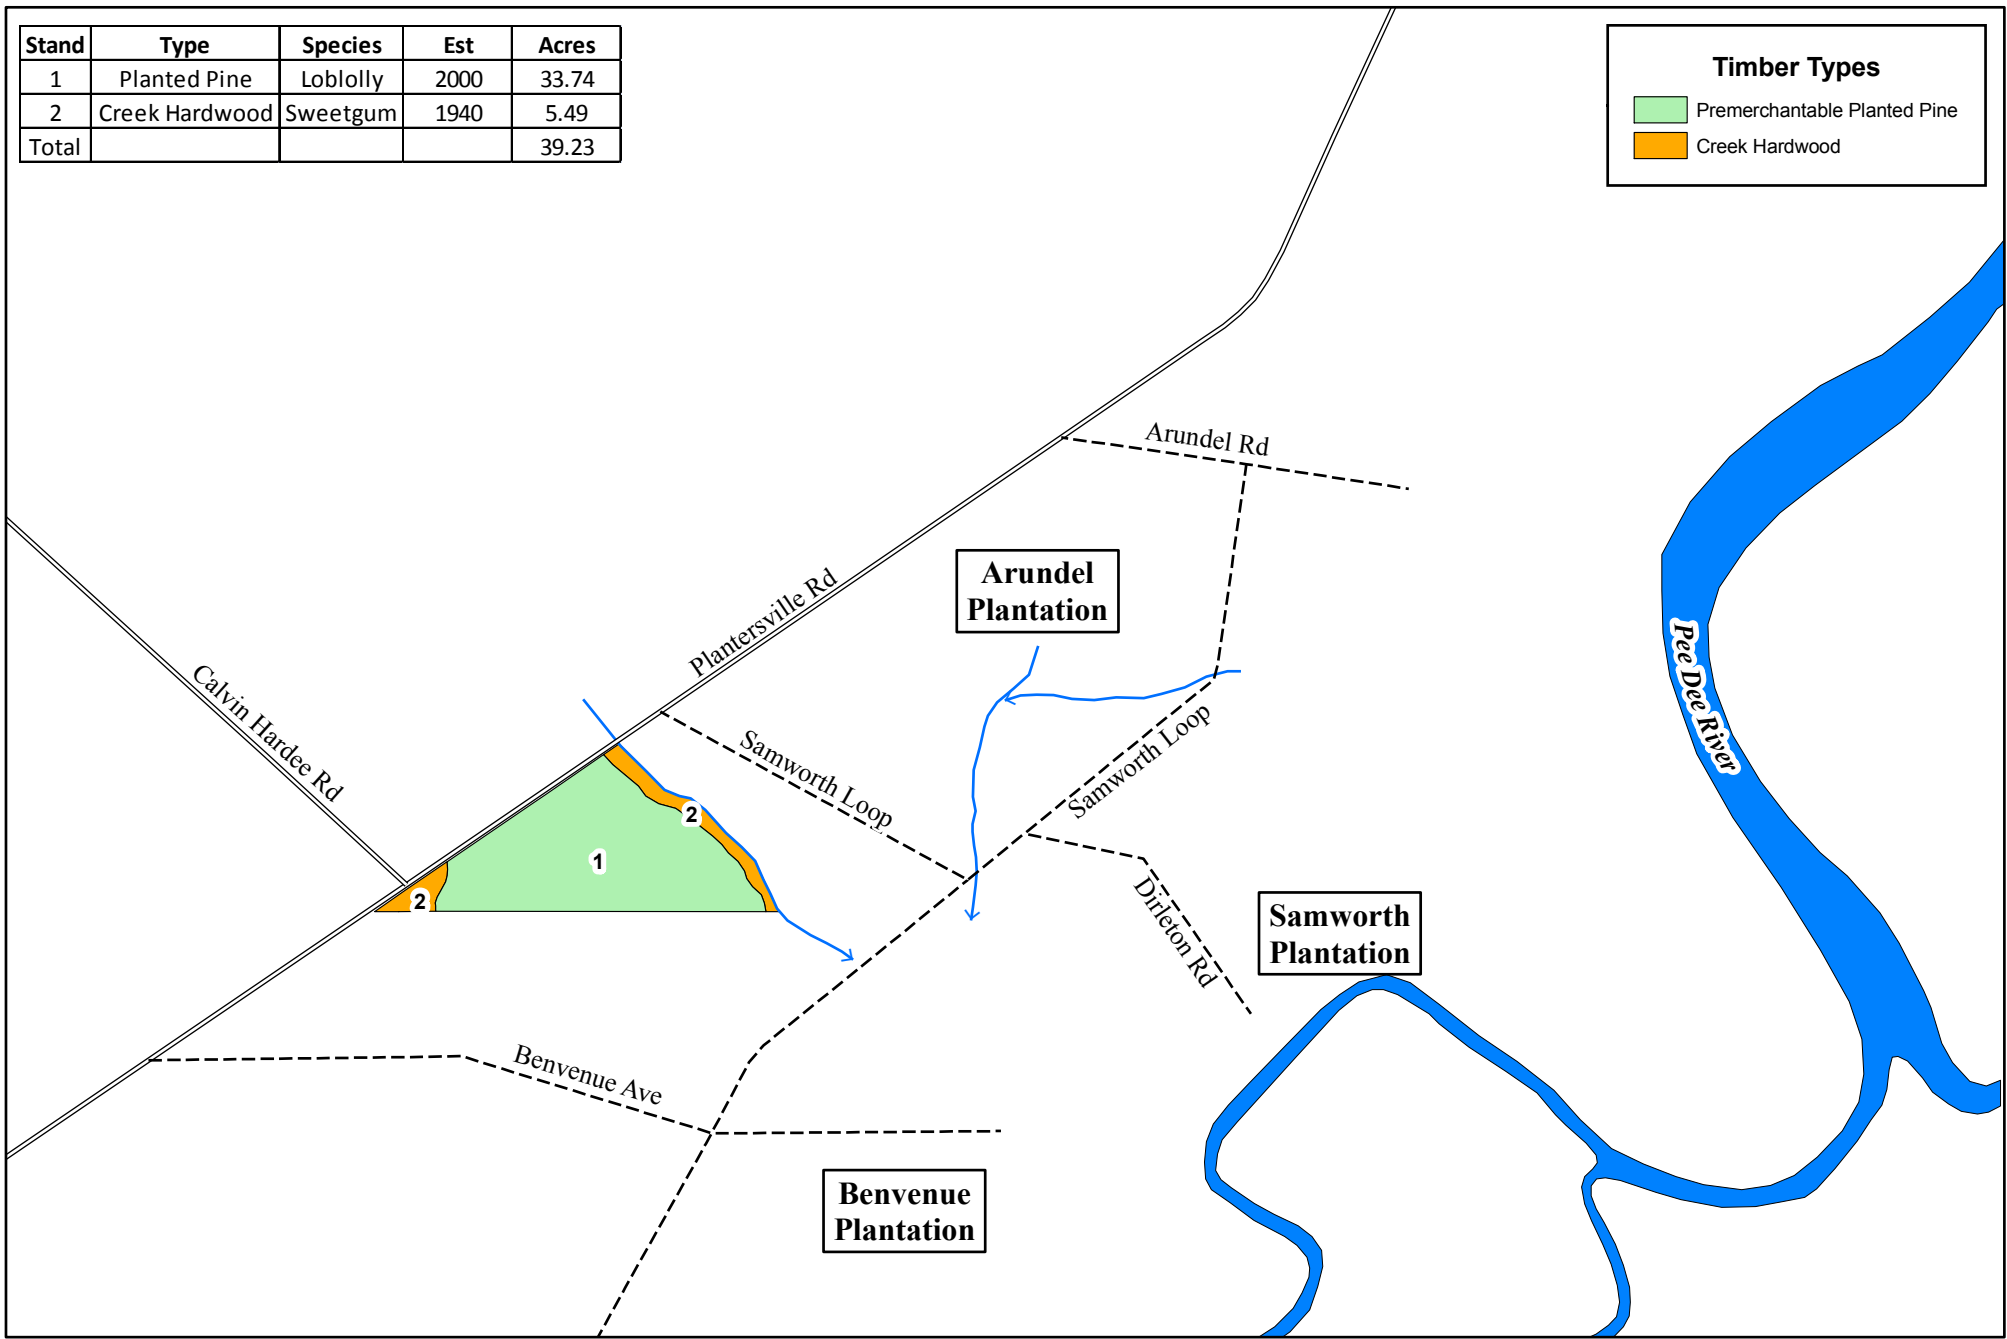 Stand Type Species Est Acres
1 Planted Pine Loblolly 2000 33.74
2 Creek Hardwood Sweetgum 1940 5.49
Total 39.23
Timber Types
Premerchantable Planted Pine
Creek Hardwood
Arundel Rd
Arundel
Plantation
Plantersville Rd
Calvin Hardee Rd
Pee Dee River
Samworth Loop
Samworth Loop
2
1
2
Dirleton Rd
Samworth
Plantation
Benvenue Ave
Benvenue
Plantation